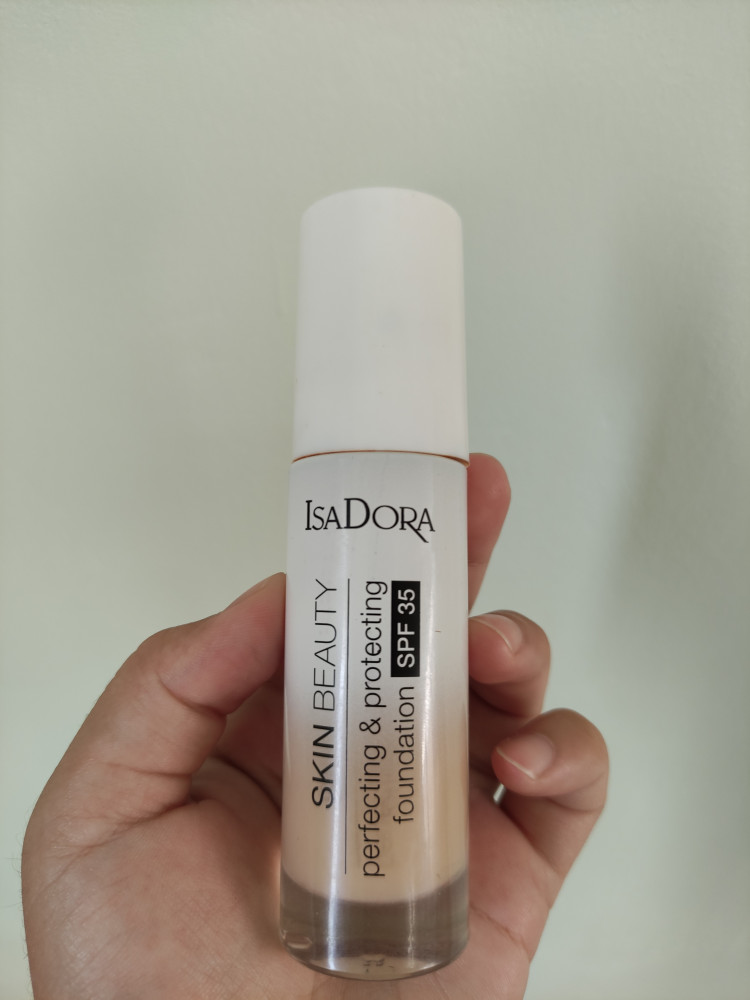 IsaDora
SKIN BEAUTY
perfecting & protecting
foundation SPF 35